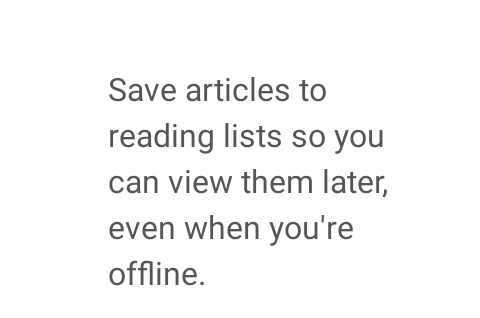 Save articles to
reading lists so you
can view them later,
even when you're
offline.